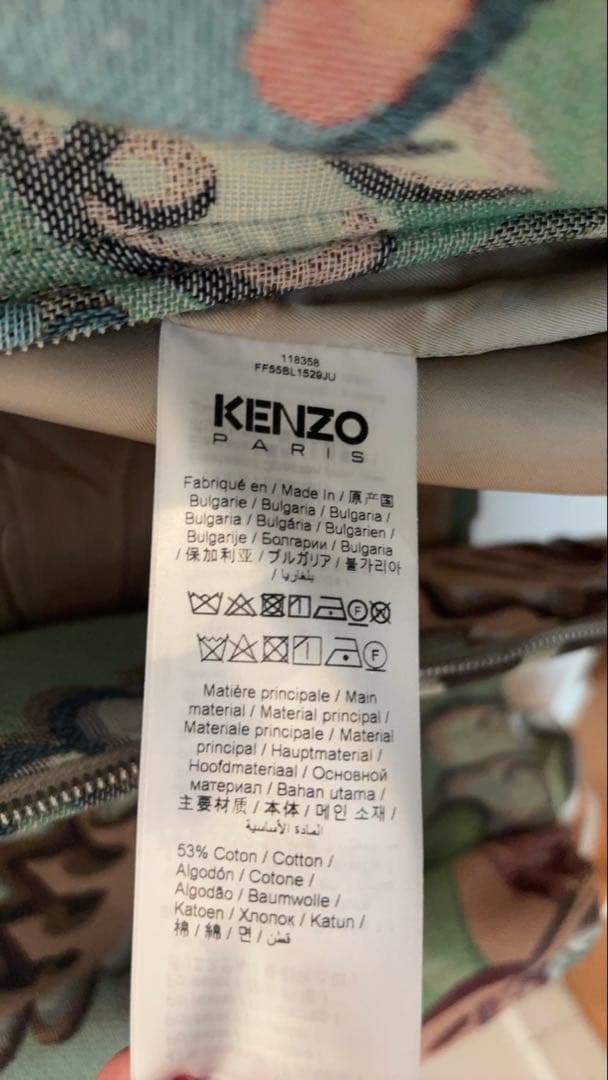 118358
FF55BL1529JU
KENZO
PARIS
Fabriqué en / Made In / 原产国
Bulgarie / Bulgaria / Bulgaria /
Bulgaria / Bulgária / Bulgarien /
Bulgarije / Болгарии / Bulgaria
/ 保加利亚 / ブルガリア / 불가리아
/ بلغاريا
Matière principale / Main
material / Material principal /
Materiale principale / Material
principal / Hauptmaterial /
Hoofdmateriaal / Основной
материал / Bahan utama /
主要材质 / 本体 / 메인 소재 /
المادة الأساسية
53% Coton / Cotton /
Algodón / Cotone /
Algodão / Baumwolle /
Katoen / Хлопок / Katun /
棉 / 綿 / 면 / قطن